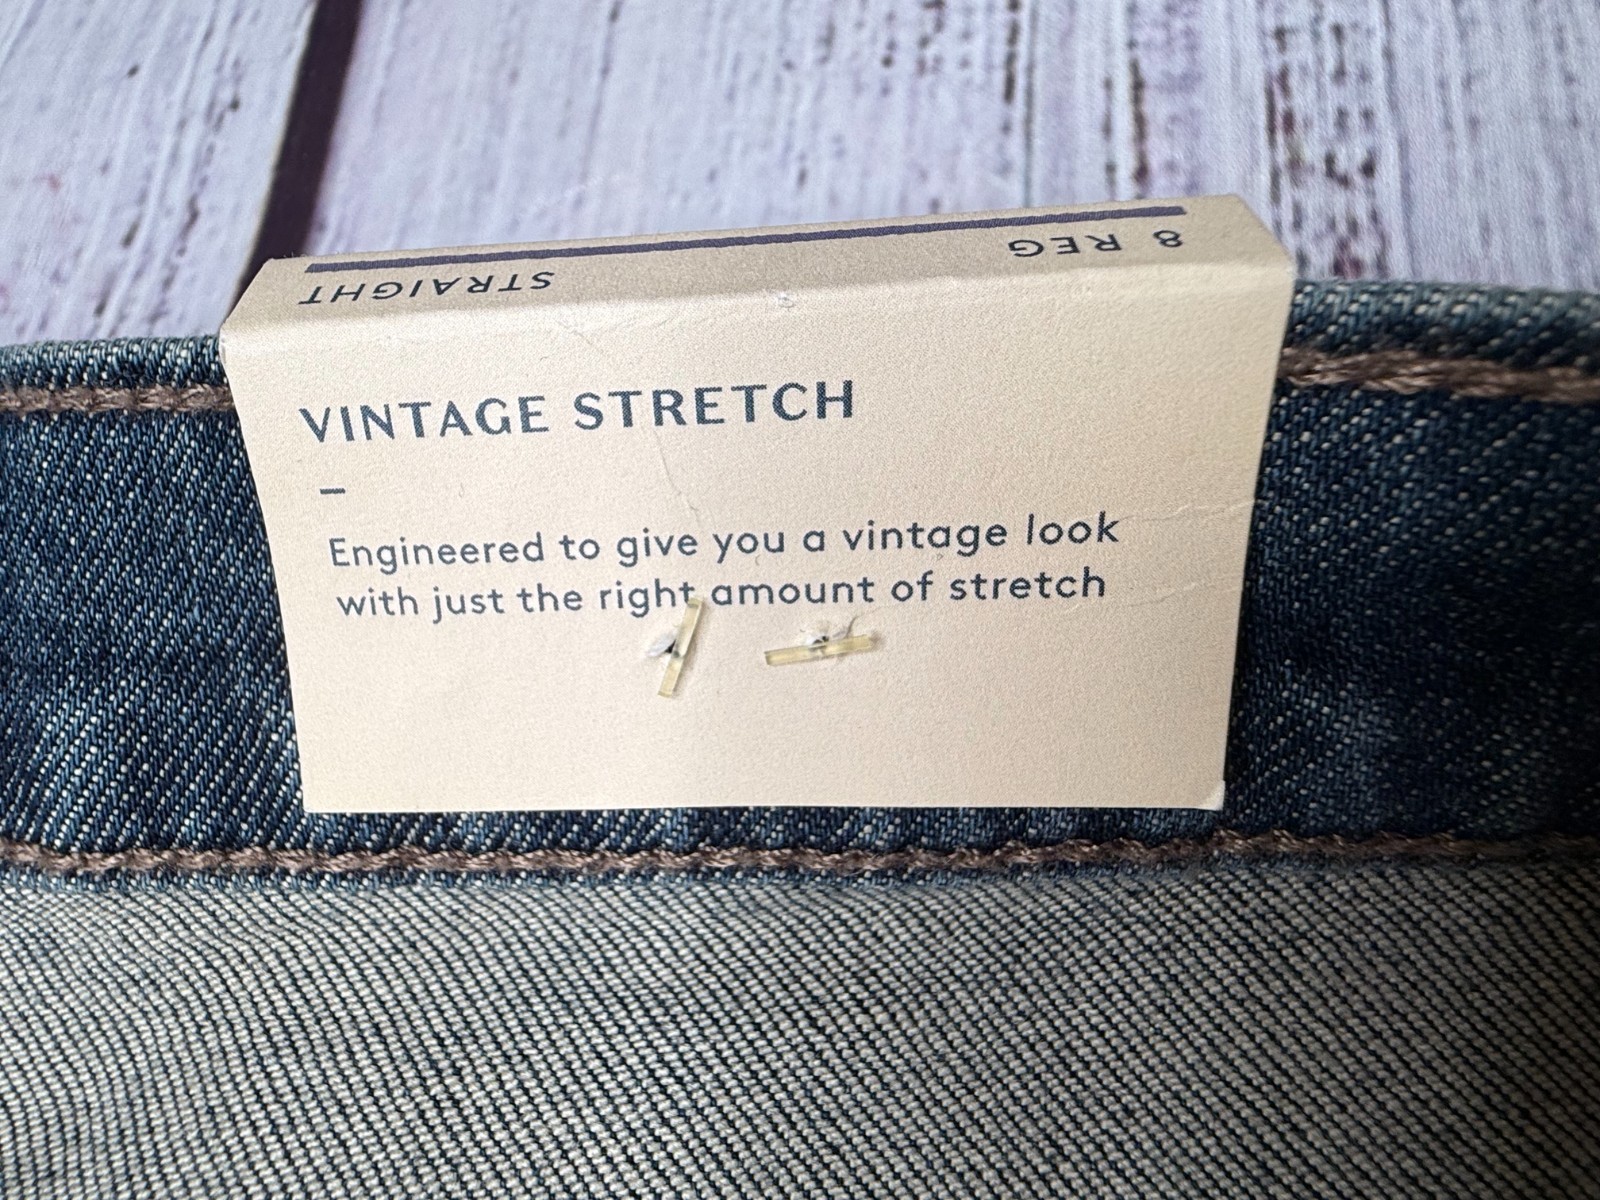 8 REG STRAIGHT
VINTAGE STRETCH
–
Engineered to give you a vintage look
with just the right amount of stretch